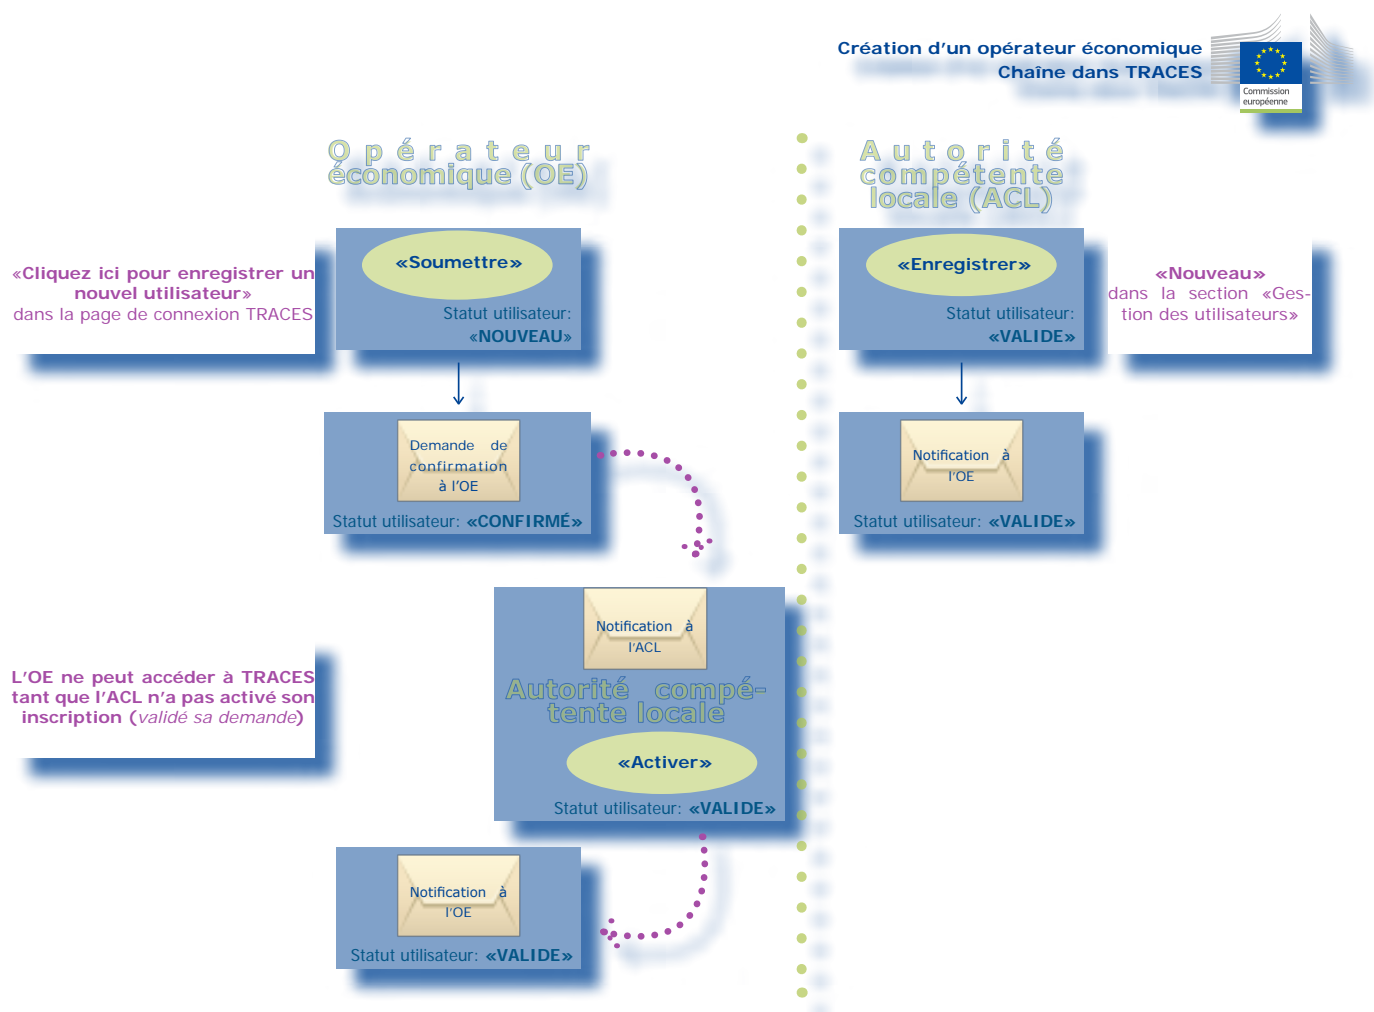 Création d'un opérateur économique
Chaîne dans TRACES
Commission
européenne
Opérateur
économique (OE)
«Cliquez ici pour enregistrer un
nouvel utilisateur»
dans la page de connexion TRACES
«Soumettre»
Statut utilisateur:
«NOUVEAU»
Demande de
confirmation
à l'OE
Statut utilisateur: «CONFIRMÉ»
Notification à
l'ACL
Autorité compé-
tente locale
«Activer»
Statut utilisateur: «VALIDE»
L'OE ne peut accéder à TRACES
tant que l'ACL n'a pas activé son
inscription (validé sa demande)
Notification à
l'OE
Statut utilisateur: «VALIDE»
Autorité
compétente
locale (ACL)
«Enregistrer»
Statut utilisateur:
«VALIDE»
«Nouveau»
dans la section «Ges-
tion des utilisateurs»
Notification à
l'OE
Statut utilisateur: «VALIDE»